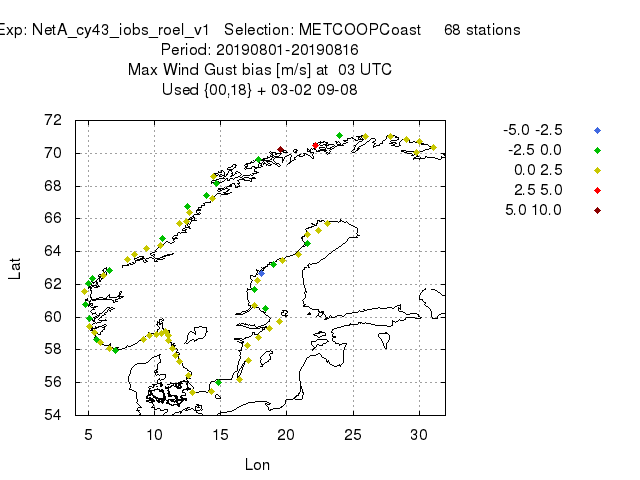 Exp: NetA_cy43_iobs_roel_v1 Selection: METCOOPCoast 68 stations
Period: 20190801-20190816
Max Wind Gust bias [m/s] at 03 UTC
Used {00,18} + 03-02 09-08
72
70
68
66
64
62
60
58
56
54
5 10 15 20 25 30
Lat
Lon
-5.0 -2.5
-2.5 0.0
0.0 2.5
2.5 5.0
5.0 10.0